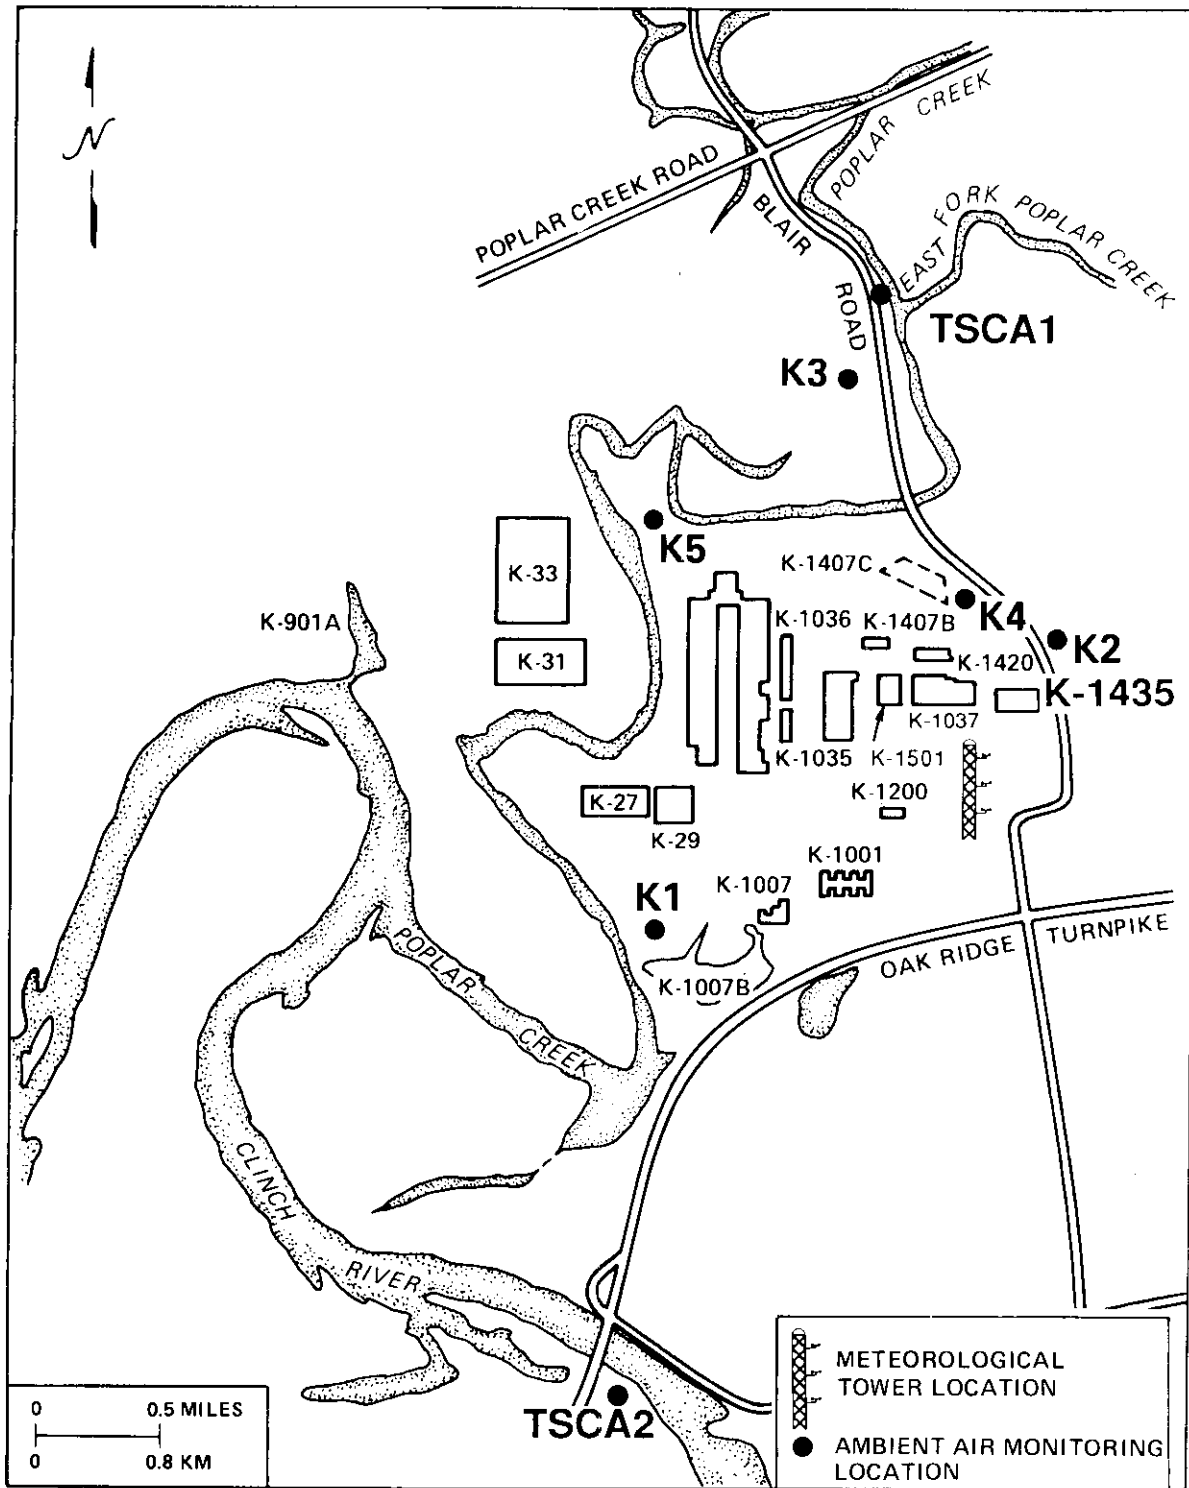 N
POPLAR CREEK ROAD
POPLAR CREEK
BLAIR
ROAD
EAST FORK POPLAR CREEK
TSCA1
K3
K5
K-33
K-1407C
K-901A
K-1036
K-1407B
K4
K2
K-31
K-1420
K-1435
K-1037
K-1035
K-1501
K-27
K-1200
K-29
K-1001
K-1007
K1
OAK RIDGE TURNPIKE
K-1007B
POPLAR
CREEK
CLINCH
RIVER
TSCA2
0 0.5 MILES
0 0.8 KM
METEOROLOGICAL
TOWER LOCATION
AMBIENT AIR MONITORING
LOCATION